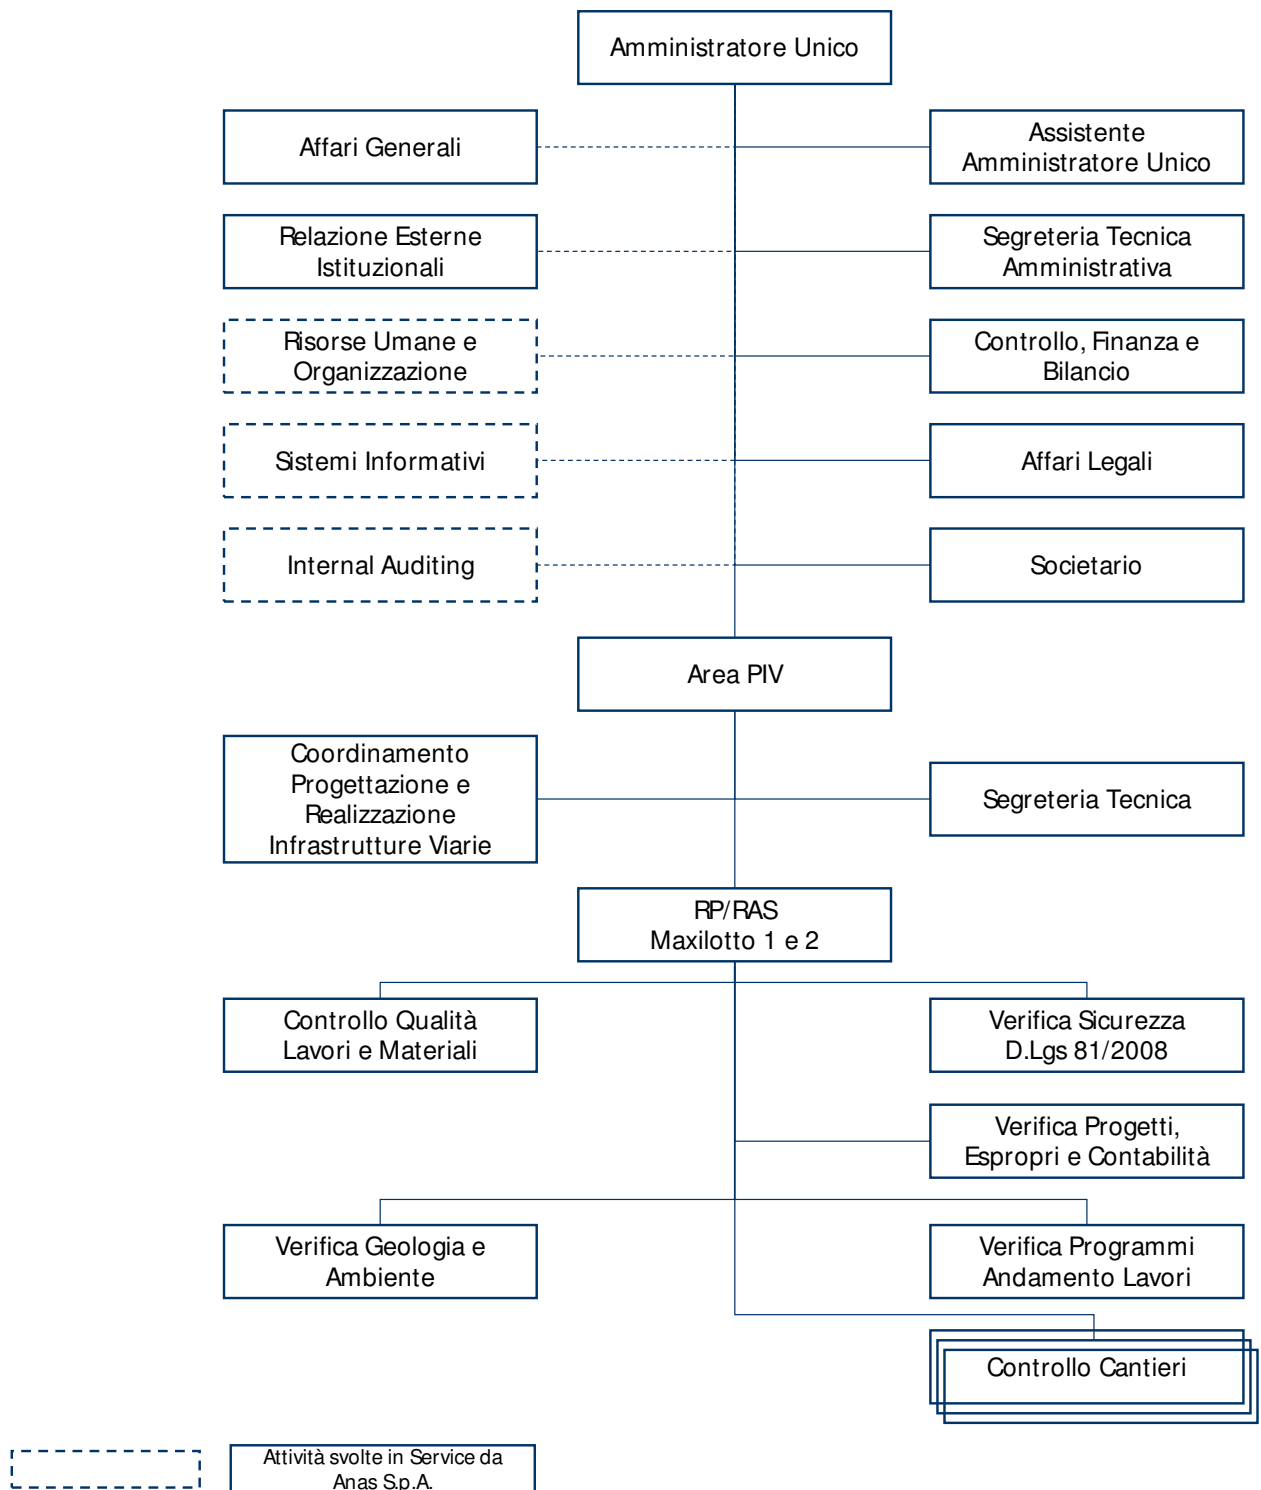 Amministratore Unico
Affari Generali
Assistente
Amministratore Unico
Relazione Esterne
Istituzionali
Segreteria Tecnica
Amministrativa
Risorse Umane e
Organizzazione
Controllo, Finanza e
Bilancio
Sistemi Informativi
Affari Legali
Internal Auditing
Societario
Area PIV
Coordinamento
Progettazione e
Realizzazione
Infrastrutture Viarie
Segreteria Tecnica
RP/RAS
Maxilotto 1 e 2
Controllo Qualità
Lavori e Materiali
Verifica Sicurezza
D.Lgs 81/2008
Verifica Progetti,
Espropri e Contabilità
Verifica Geologia e
Ambiente
Verifica Programmi
Andamento Lavori
Controllo Cantieri
Attività svolte in Service da
Anas S.p.A.